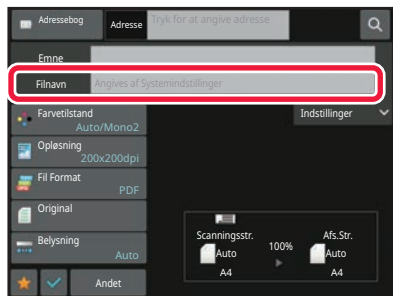 Adressebog
Adresse
Tryk for at angive adresse
Emne
Filnavn
Angives af Systemindstillinger
Farvetilstand
Auto/Mono2
Indstillinger
Opløsning
200x200dpi
Fil Format
PDF
Original
Belysning
Auto
Scanningsstr.
Auto
A4
100%
Afs.Str.
Auto
A4
Andet